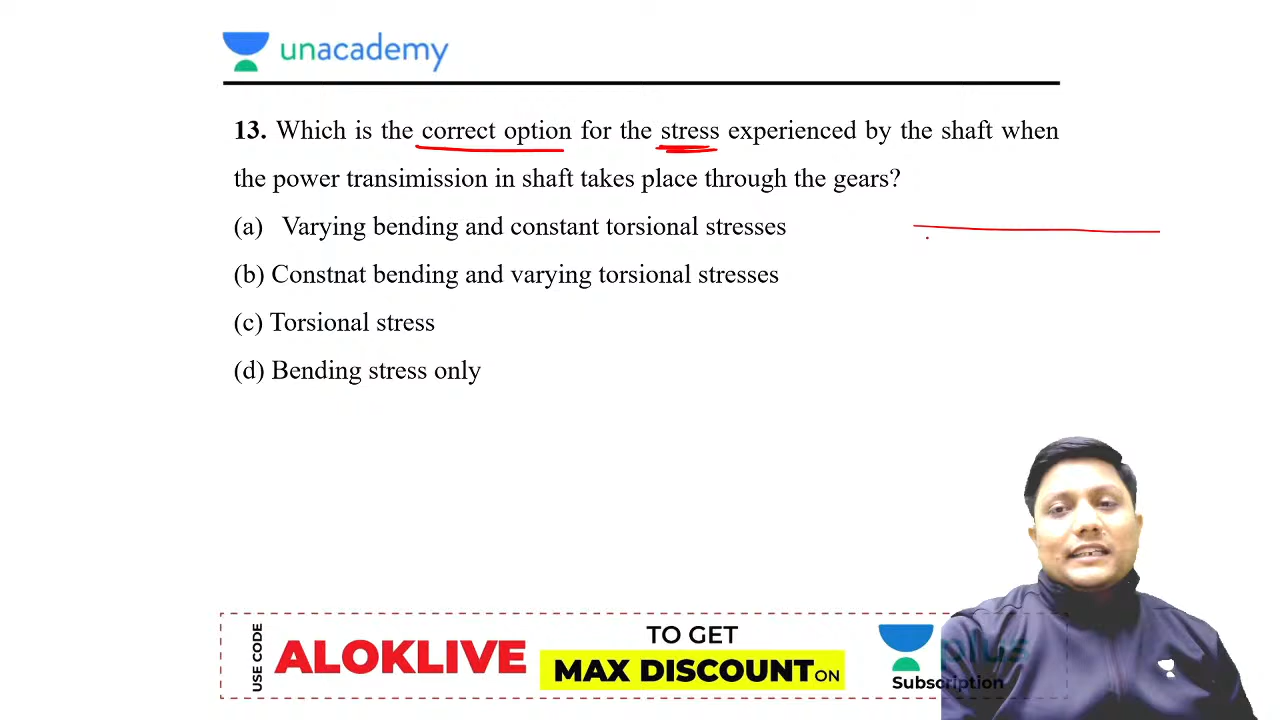 unacademy
13. Which is the correct option for the stress experienced by the shaft when
the power transimission in shaft takes place through the gears?
(a) Varying bending and constant torsional stresses
(b) Constnat bending and varying torsional stresses
(c) Torsional stress
(d) Bending stress only
USE CODE
ALOKLIVE
TO GET
MAX DISCOUNT ON
plus
Subscription